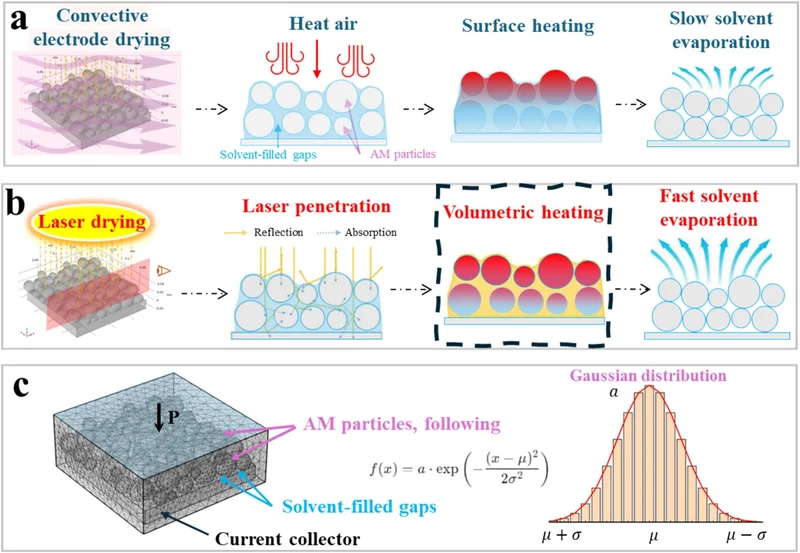 a
Convective
electrode drying
Heat air
Surface heating
Slow solvent
evaporation
Solvent-filled gaps
AM particles
b
Laser drying
Laser penetration
Reflection
Absorption
Volumetric heating
Fast solvent
evaporation
c
P
AM particles, following
Solvent-filled gaps
Current collector
f(x) = a · exp (−(x − μ)²/2σ²)
Gaussian distribution
a
μ + σ
μ
μ − σ